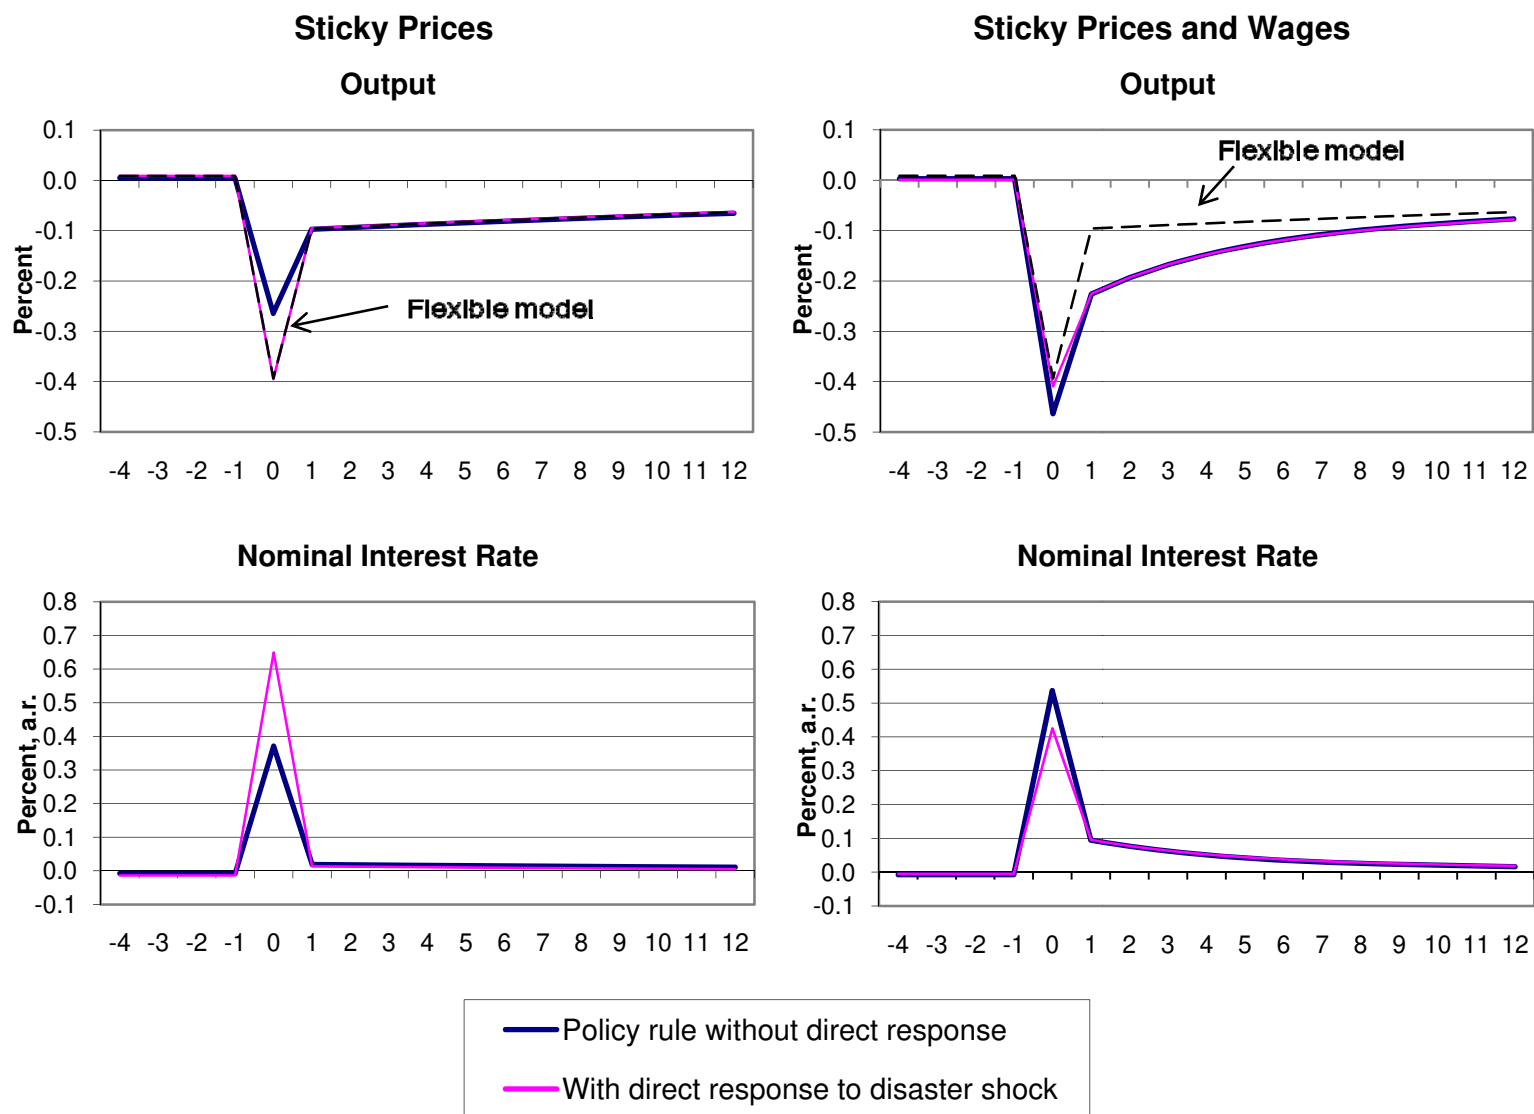 Sticky Prices
Sticky Prices and Wages
Output
Output
Percent
0.1
0.0
-0.1
-0.2
-0.3
-0.4
-0.5
Flexible model
-4 -3 -2 -1 0 1 2 3 4 5 6 7 8 9 10 11 12
Percent
0.1
0.0
-0.1
-0.2
-0.3
-0.4
-0.5
Flexible model
-4 -3 -2 -1 0 1 2 3 4 5 6 7 8 9 10 11 12
Nominal Interest Rate
Nominal Interest Rate
Percent, a.r.
0.8
0.7
0.6
0.5
0.4
0.3
0.2
0.1
0.0
-0.1
-4 -3 -2 -1 0 1 2 3 4 5 6 7 8 9 10 11 12
Percent, a.r.
0.8
0.7
0.6
0.5
0.4
0.3
0.2
0.1
0.0
-0.1
-4 -3 -2 -1 0 1 2 3 4 5 6 7 8 9 10 11 12
Policy rule without direct response
With direct response to disaster shock